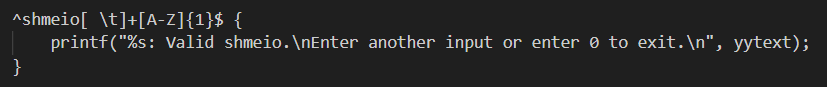 ^shmeio[ \t]+[A-Z]{1}$ {
    printf("%s: Valid shmeio.\nEnter another input or enter 0 to exit.\n", yytext);
}